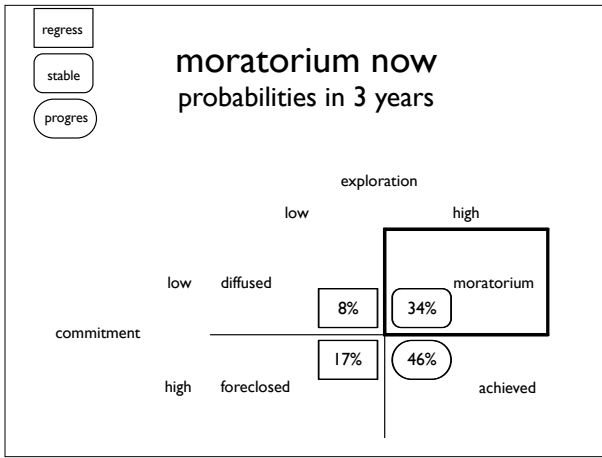 regress
stable
progres
moratorium now
probabilities in 3 years
exploration
low high
low diffused moratorium
8% 34%
commitment
17% 46%
high foreclosed achieved